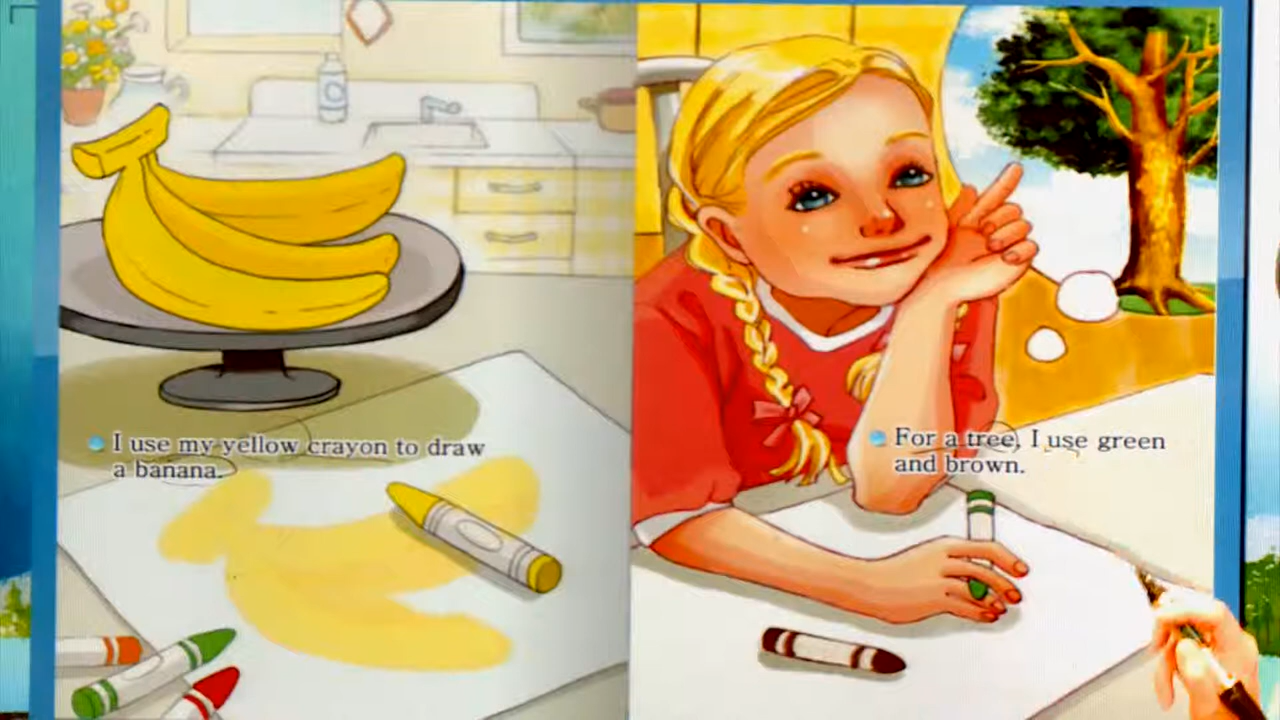 I use my yellow crayon to draw
a banana.
For a tree, I use green
and brown.